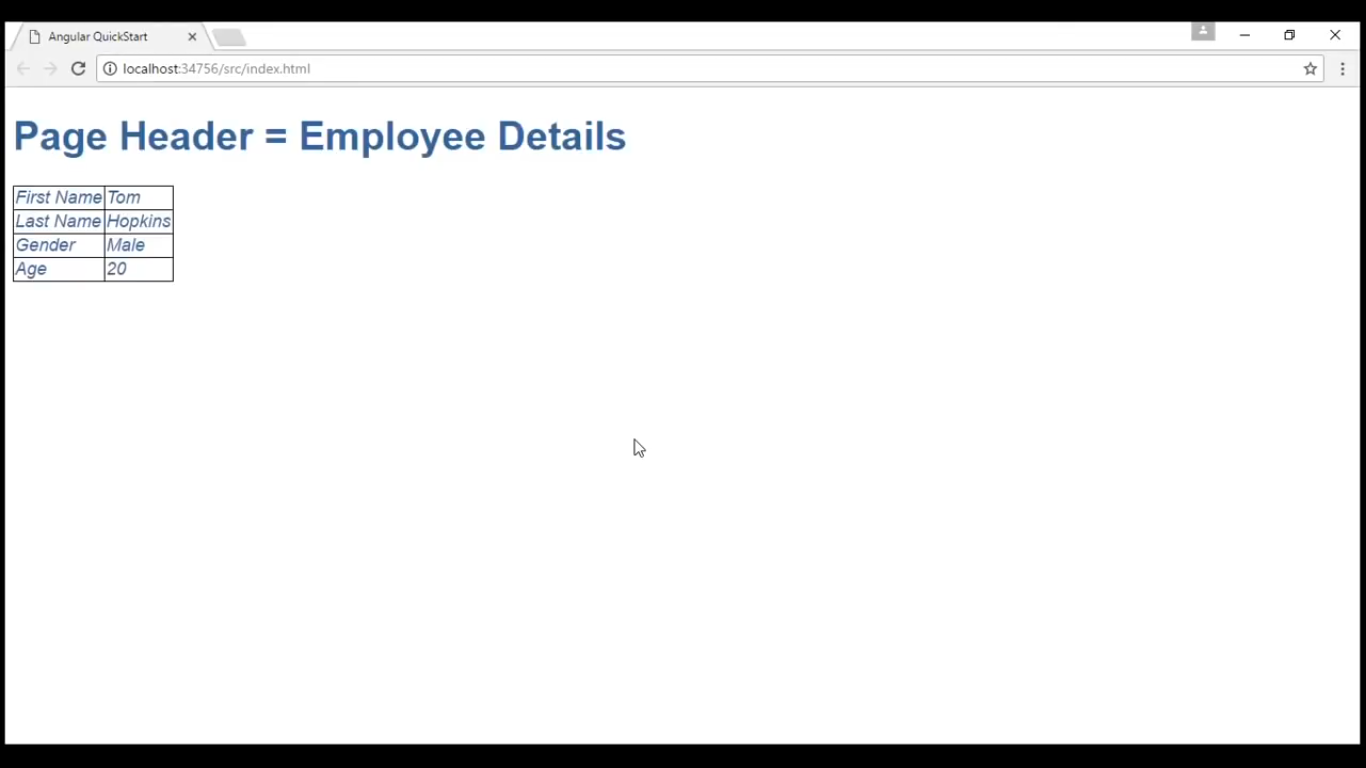 Angular QuickStart
localhost:34756/src/index.html
Page Header = Employee Details
First Name Tom
Last Name Hopkins
Gender Male
Age 20